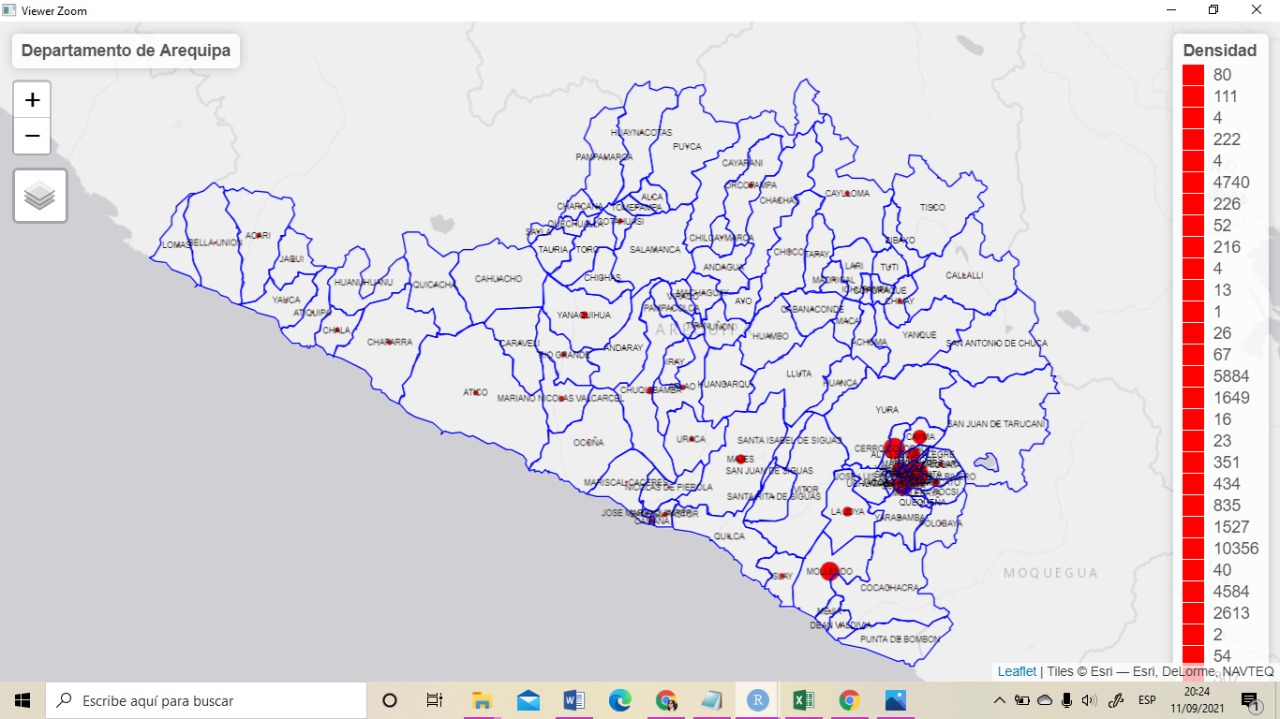 Viewer Zoom
Departamento de Arequipa
+
−
Densidad
80
111
4
222
4
4740
226
52
216
4
13
1
26
67
5884
1649
16
23
351
434
835
1527
10356
40
4584
2613
2
54
HUAYNACOTAS
PUYCA
PAMPAMARCA
CAYARANI
ORCOPAMPA
CHACHAS
CAYLLOMA
TISCO
ALCA
CHARCANA
TOMEPAMPA
QUECHUALLA
COTAHUASI
SAYLA
TAURIA
TORO
SALAMANCA
CHILCAYMARCA
CHOCO
TAPAY
SIBAYO
LOMAS
BELLA UNION
ACARI
JAQUI
YAUCA
ATIQUIPA
CHALA
HUANUHUANU
QUICACHA
CAHUACHO
CHAPARRA
CHICHAS
ANDAGUA
LARI
TUTI
CALLALLI
MADRIGAL
MACHAGUAY
PAMPACOLCA
AYO
CABANACONDE
CHIVAY
YANAQUIHUA
AREQUIPA
HUAMBO
MACA
ACHOMA
YANQUE
SAN ANTONIO DE CHUCA
CARAVELI
RIO GRANDE
ANDARAY
IRAY
LLUTA
HUANCA
ATICO
MARIANO NICOLAS VALCARCEL
CHUQUIBAMBA
HUANCARQUI
YURA
SAN JUAN DE TARUCANI
OCOÑA
URACA
SANTA ISABEL DE SIGUAS
CAYMA
MAJES
SAN JUAN DE SIGUAS
MARISCAL CACERES
NICOLAS DE PIEROLA
SANTA RITA DE SIGUAS
VITOR
QUEQUEÑA
CAMANA
LA JOYA
YARABAMBA
POLOBAYA
QUILCA
ISLAY
MOLLENDO
COCACHACRA
MOQUEGUA
MEJIA
DEAN VALDIVIA
PUNTA DE BOMBON
Leaflet | Tiles © Esri — Esri, DeLorme, NAVTEQ
Escribe aquí para buscar
ESP
20:24
11/09/2021